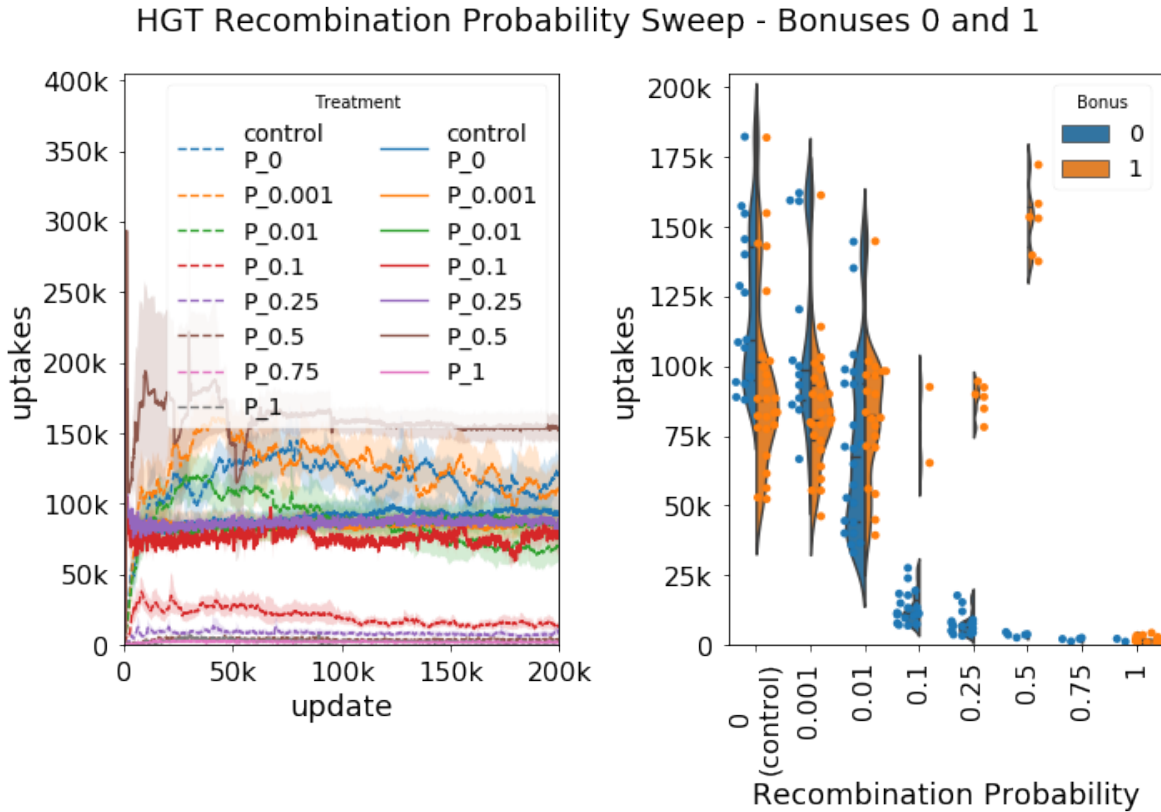 HGT Recombination Probability Sweep - Bonuses 0 and 1
400k
350k
300k
250k
200k
150k
100k
50k
0
uptakes
0
50k
100k
150k
200k
update
Treatment
control
P_0
P_0.001
P_0.01
P_0.1
P_0.25
P_0.5
P_0.75
P_1
control
P_0
P_0.001
P_0.01
P_0.1
P_0.25
P_0.5
P_1
200k
175k
150k
125k
100k
75k
50k
25k
0
uptakes
Bonus
0
1
0
(control)
0.001
0.01
0.1
0.25
0.5
0.75
1
Recombination Probability